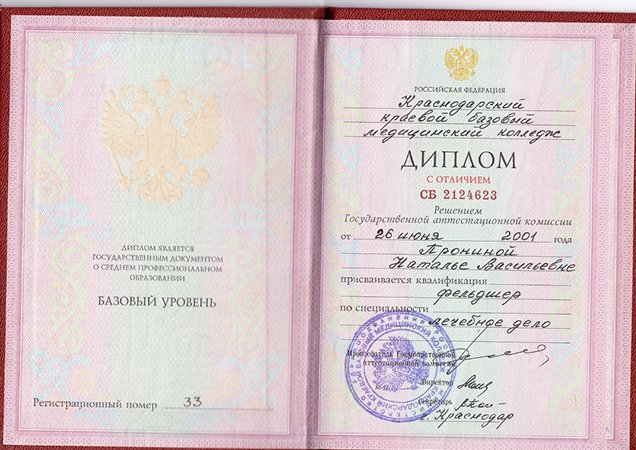 ДИПЛОМ ЯВЛЯЕТСЯ
ГОСУДАРСТВЕННЫМ ДОКУМЕНТОМ
О СРЕДНЕМ ПРОФЕССИОНАЛЬНОМ
ОБРАЗОВАНИИ
БАЗОВЫЙ УРОВЕНЬ
Регистрационный номер 33
РОССИЙСКАЯ ФЕДЕРАЦИЯ
Краснодарский
краевой базовый
медицинский колледж
ДИПЛОМ
С ОТЛИЧИЕМ
СБ 2124623
Решением
Государственной аттестационной комиссии
от 26 июня 2001 года
Прониной
Наталье Васильевне
присваивается квалификация
фельдшер
по специальности
лечебное дело
Председатель Государственной
аттестационной комиссии
Директор
Секретарь
г. Краснодар